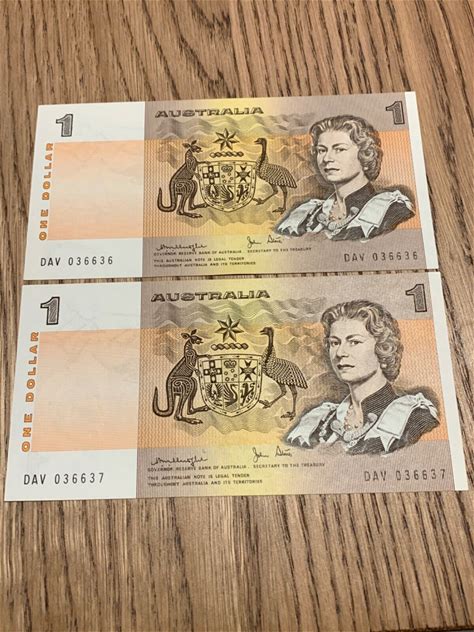 1 AUSTRALIA 1
ONE DOLLAR
GOVERNOR RESERVE BANK OF AUSTRALIA . SECRETARY TO THE TREASURY
THIS AUSTRALIAN NOTE IS LEGAL TENDER
THROUGHOUT AUSTRALIA AND ITS TERRITORIES
DAV 036636 DAV 036636
1 AUSTRALIA 1
ONE DOLLAR
GOVERNOR RESERVE BANK OF AUSTRALIA . SECRETARY TO THE TREASURY
THIS AUSTRALIAN NOTE IS LEGAL TENDER
THROUGHOUT AUSTRALIA AND ITS TERRITORIES
DAV 036637 DAV 036637